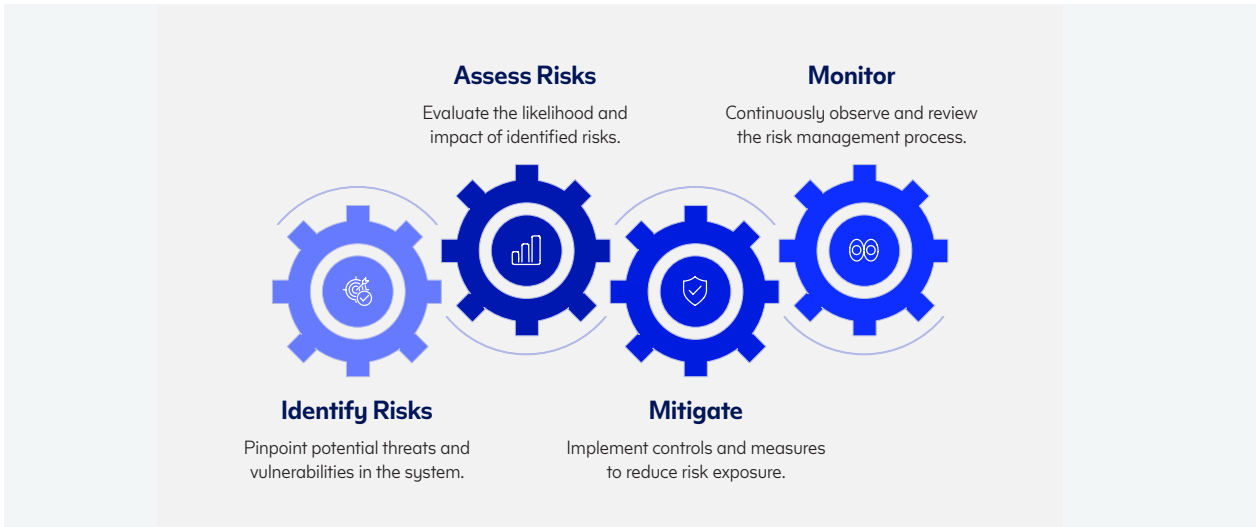 Assess Risks
Evaluate the likelihood and
impact of identified risks.
Monitor
Continuously observe and review
the risk management process.
Identify Risks
Pinpoint potential threats and
vulnerabilities in the system.
Mitigate
Implement controls and measures
to reduce risk exposure.